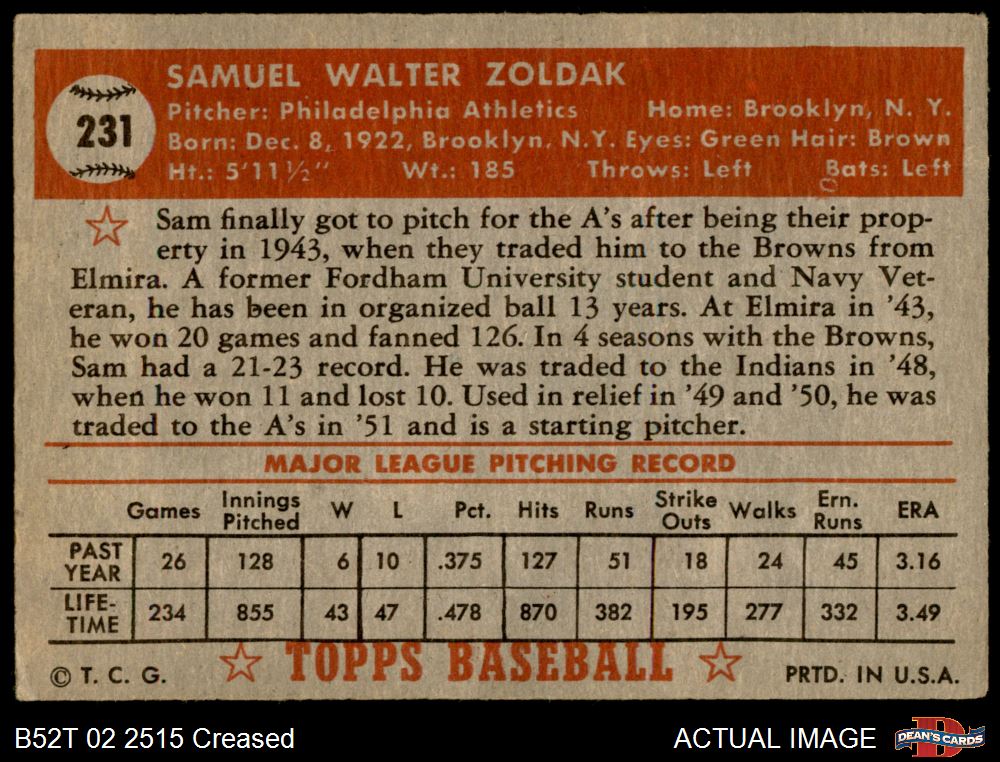 231
SAMUEL WALTER ZOLDAK
Pitcher: Philadelphia Athletics Home: Brooklyn, N. Y.
Born: Dec. 8, 1922, Brooklyn, N.Y. Eyes: Green Hair: Brown
Ht.: 5'11½" Wt.: 185 Throws: Left Bats: Left
Sam finally got to pitch for the A's after being their prop-
erty in 1943, when they traded him to the Browns from
Elmira. A former Fordham University student and Navy Vet-
eran, he has been in organized ball 13 years. At Elmira in '43,
he won 20 games and fanned 126. In 4 seasons with the Browns,
Sam had a 21-23 record. He was traded to the Indians in '48,
when he won 11 and lost 10. Used in relief in '49 and '50, he was
traded to the A's in '51 and is a starting pitcher.
MAJOR LEAGUE PITCHING RECORD
Games Innings Pitched W L Pct. Hits Runs Strike Outs Walks Ern. Runs ERA
PAST YEAR 26 128 6 10 .375 127 51 18 24 45 3.16
LIFE-TIME 234 855 43 47 .478 870 382 195 277 332 3.49
© T. C. G. TOPPS BASEBALL PRTD. IN U.S.A.
B52T 02 2515 Creased ACTUAL IMAGE DEAN'S CARDS